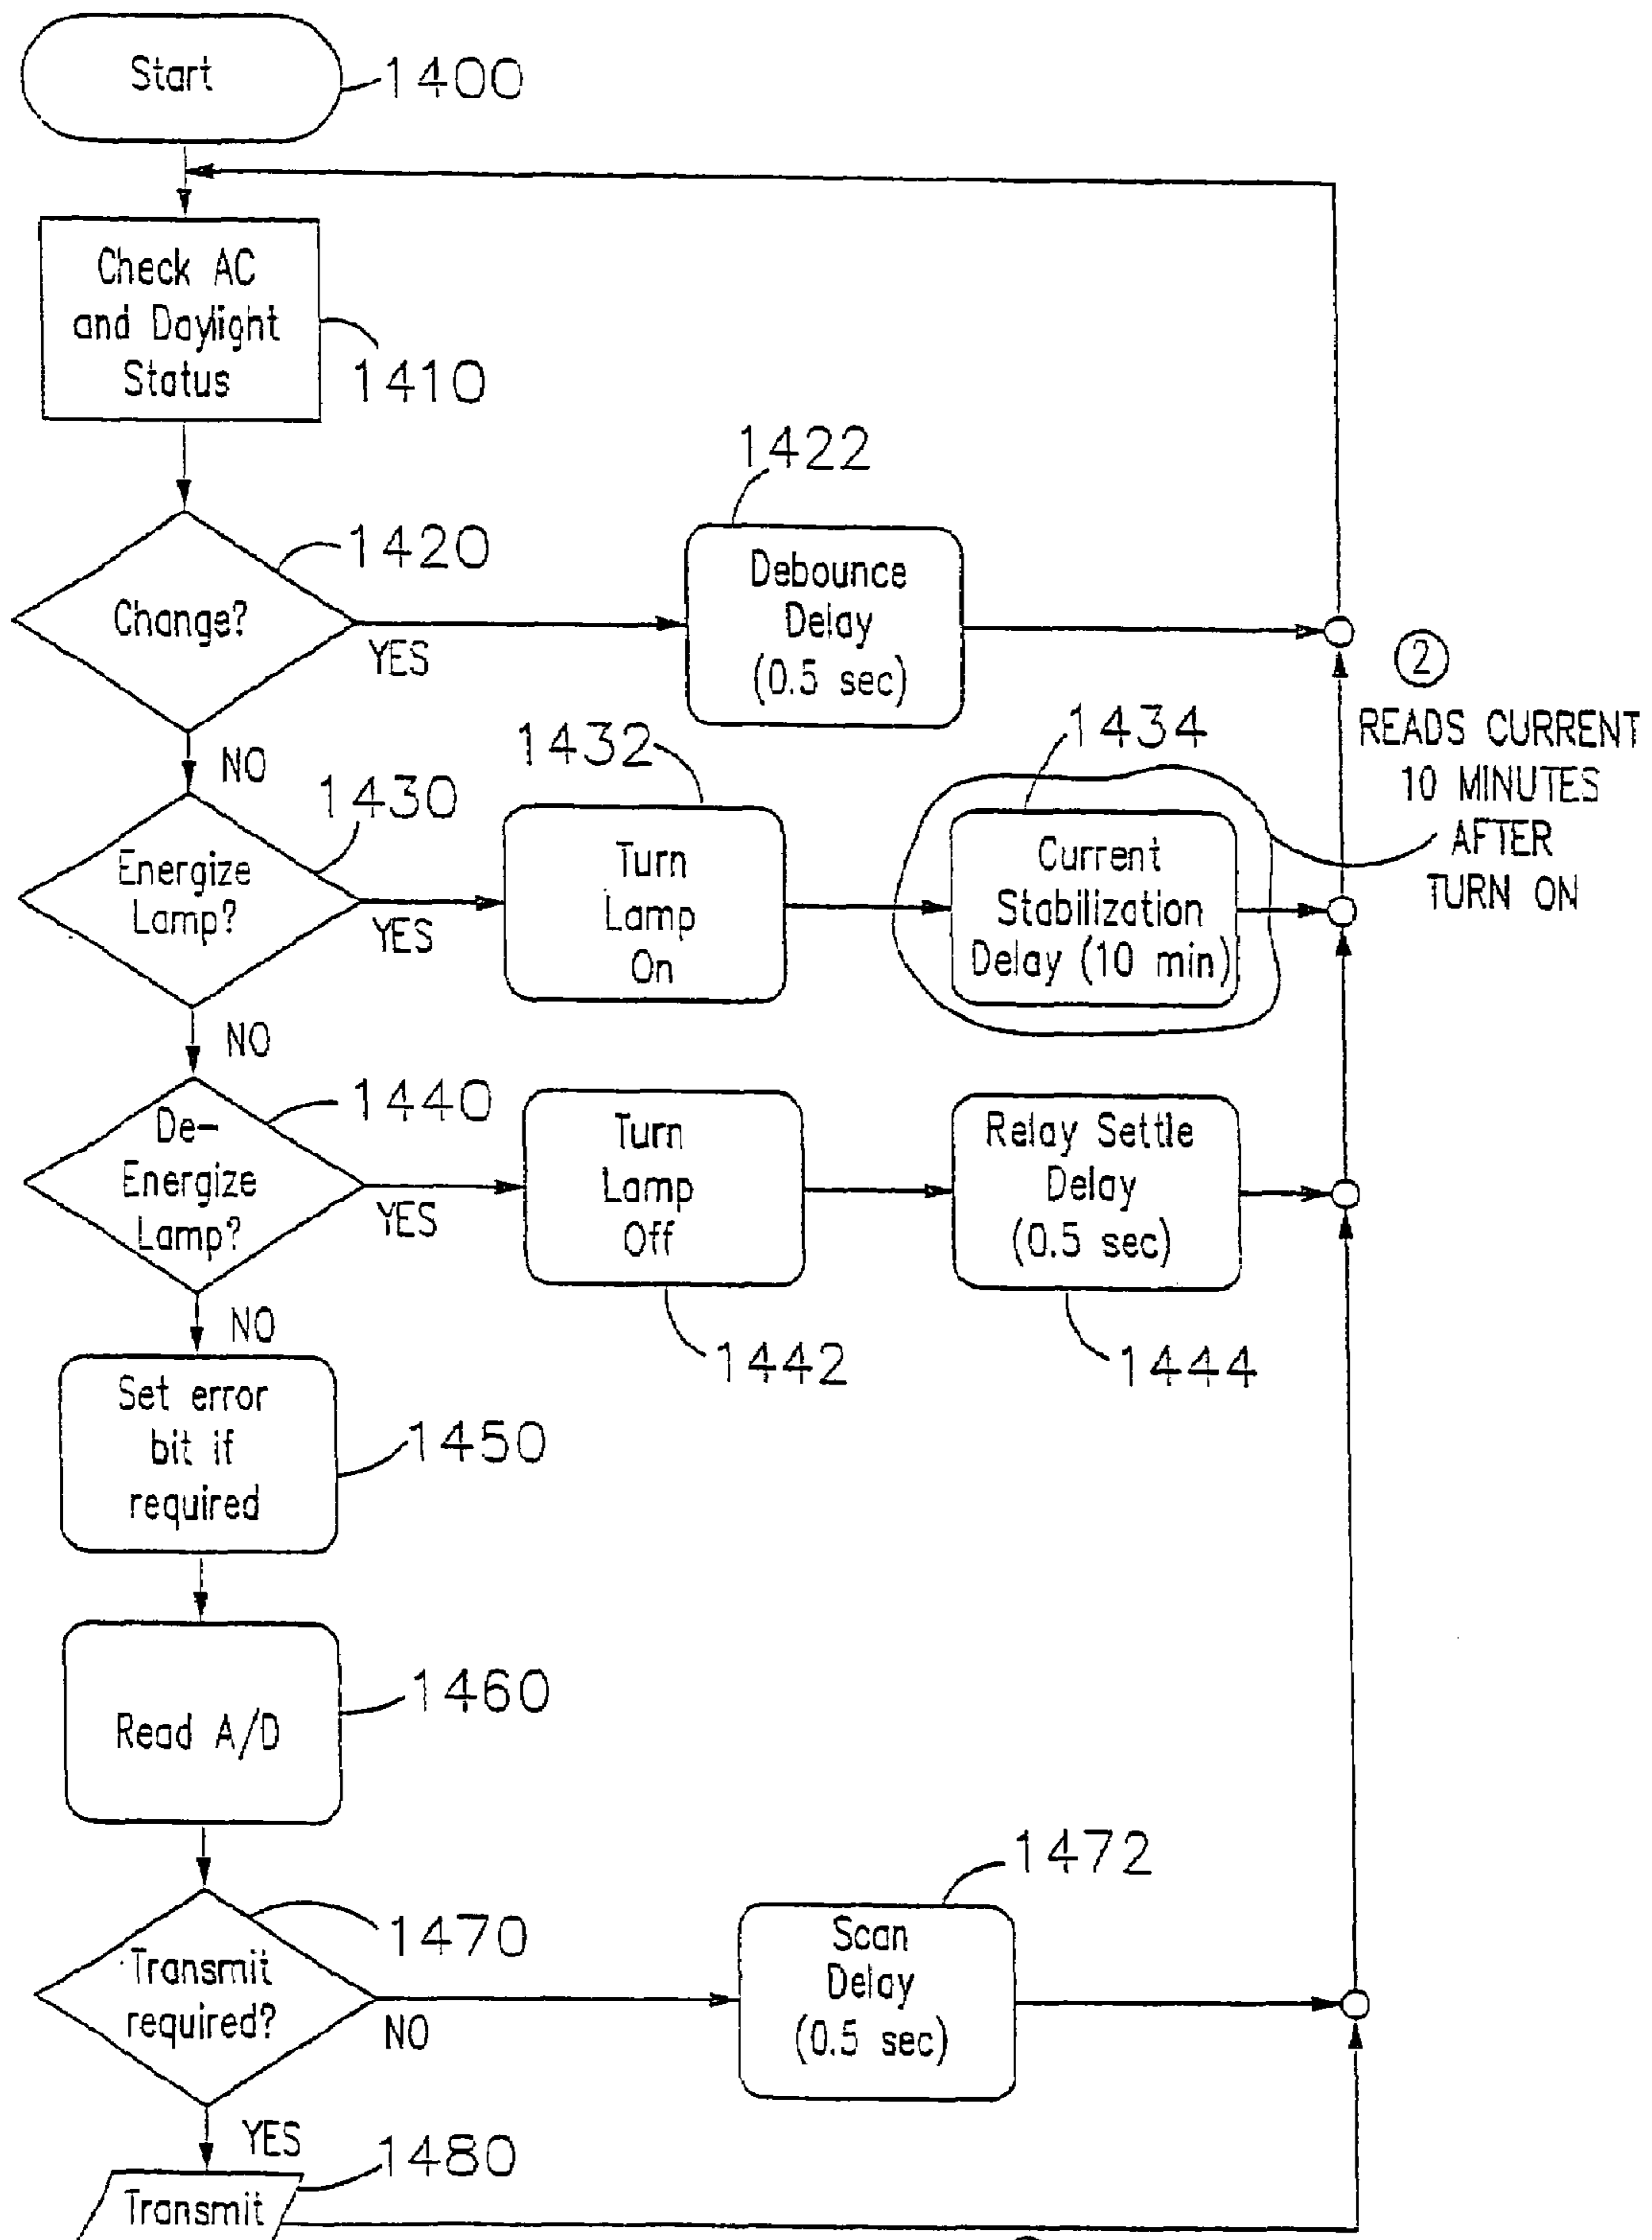 Start
1400
Check AC
and Daylight
Status
1410
1422
1420
Change?
YES
Debounce
Delay
(0.5 sec)
2
READS CURRENT
10 MINUTES
AFTER
TURN ON
NO
1430
1432
1434
Energize
Lamp?
YES
Turn
Lamp
On
Current
Stabilization
Delay (10 min)
NO
1440
De-
Energize
Lamp?
YES
Turn
Lamp
Off
1442
Relay Settle
Delay
(0.5 sec)
1444
NO
Set error
bit if
required
1450
Read A/D
1460
1470
1472
Transmit
required?
NO
Scan
Delay
(0.5 sec)
YES
1480
Transmit